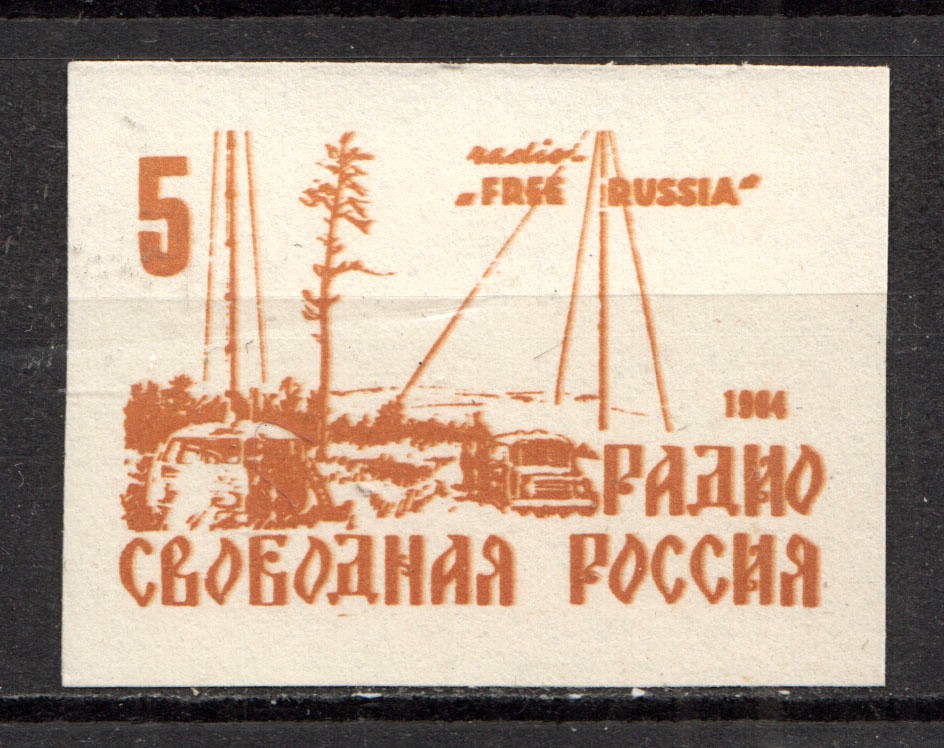 5
radio-
„FREE RUSSIA“
1964
РАДИО
СВОБОДНАЯ РОССИЯ